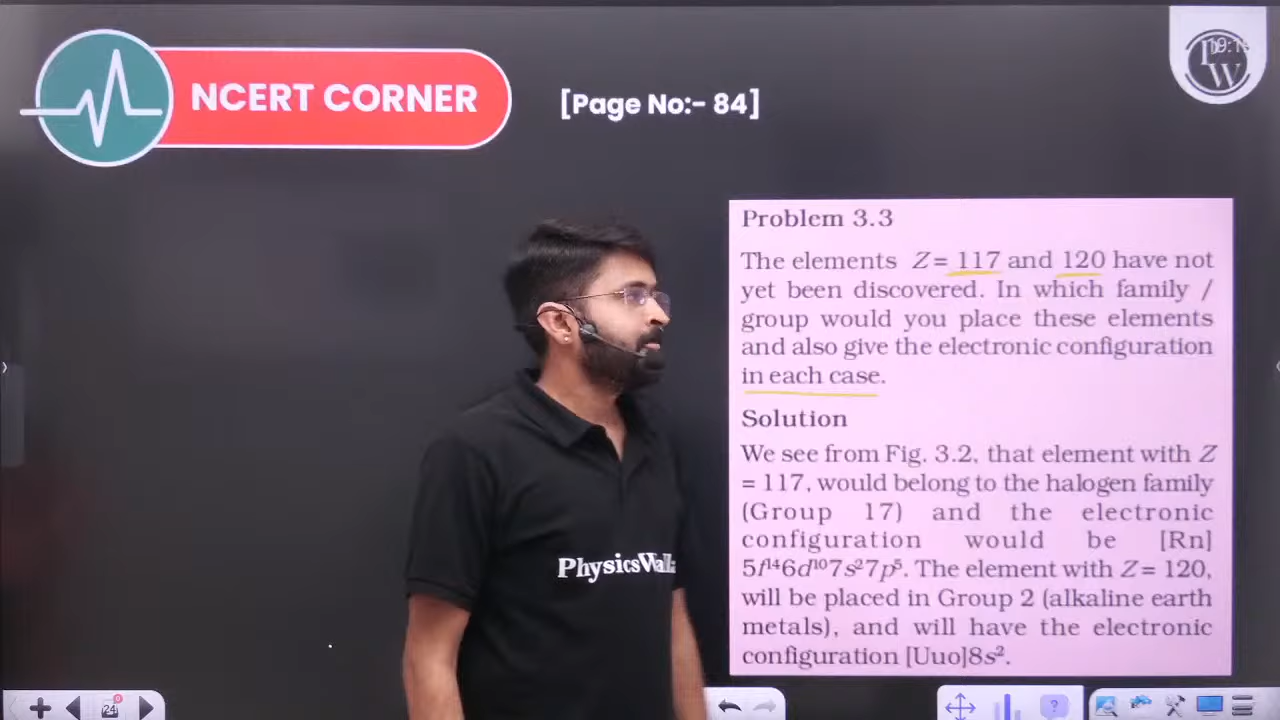 NCERT CORNER
[Page No:- 84]
Problem 3.3
The elements Z = 117 and 120 have not
yet been discovered. In which family /
group would you place these elements
and also give the electronic configuration
in each case.
Solution
We see from Fig. 3.2, that element with Z
= 117, would belong to the halogen family
(Group 17) and the electronic
configuration would be [Rn]
5f¹⁴6d¹⁰7s²7p⁵. The element with Z = 120,
will be placed in Group 2 (alkaline earth
metals), and will have the electronic
configuration [Uuo]8s².
24